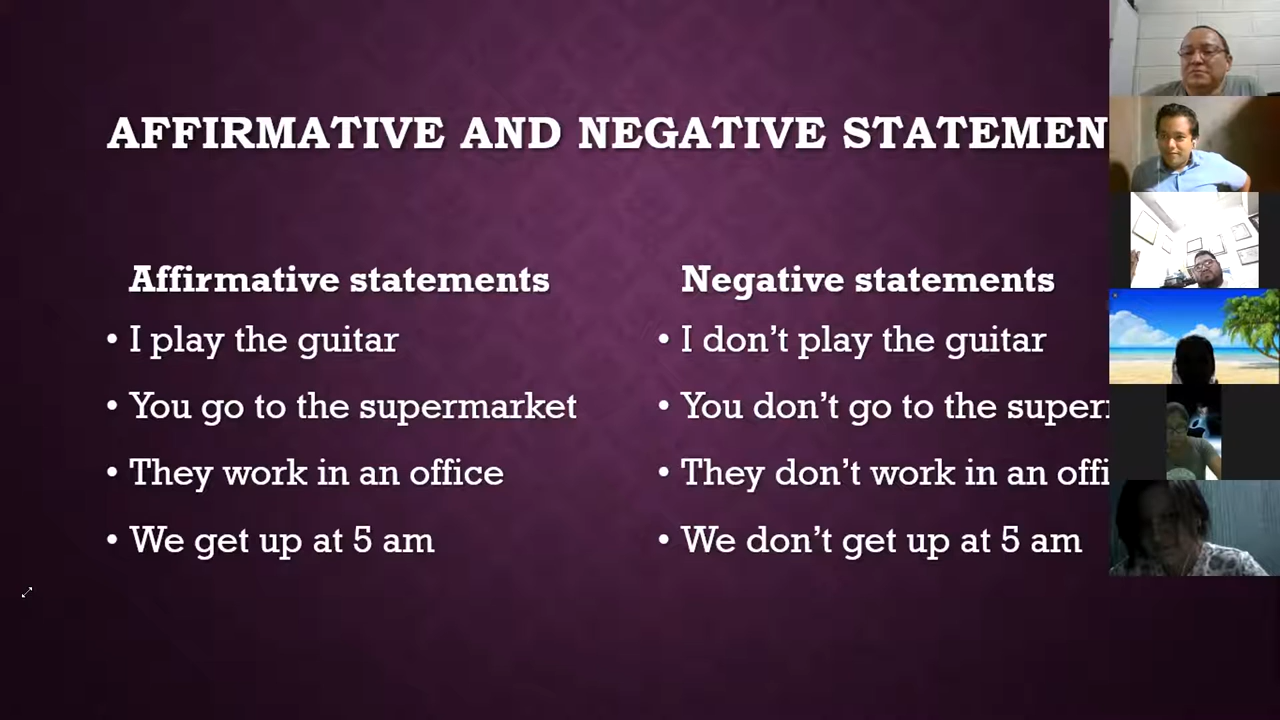 AFFIRMATIVE AND NEGATIVE STATEMEN
Affirmative statements
• I play the guitar
• You go to the supermarket
• They work in an office
• We get up at 5 am
Negative statements
• I don't play the guitar
• You don't go to the super
• They don't work in an offi
• We don't get up at 5 am